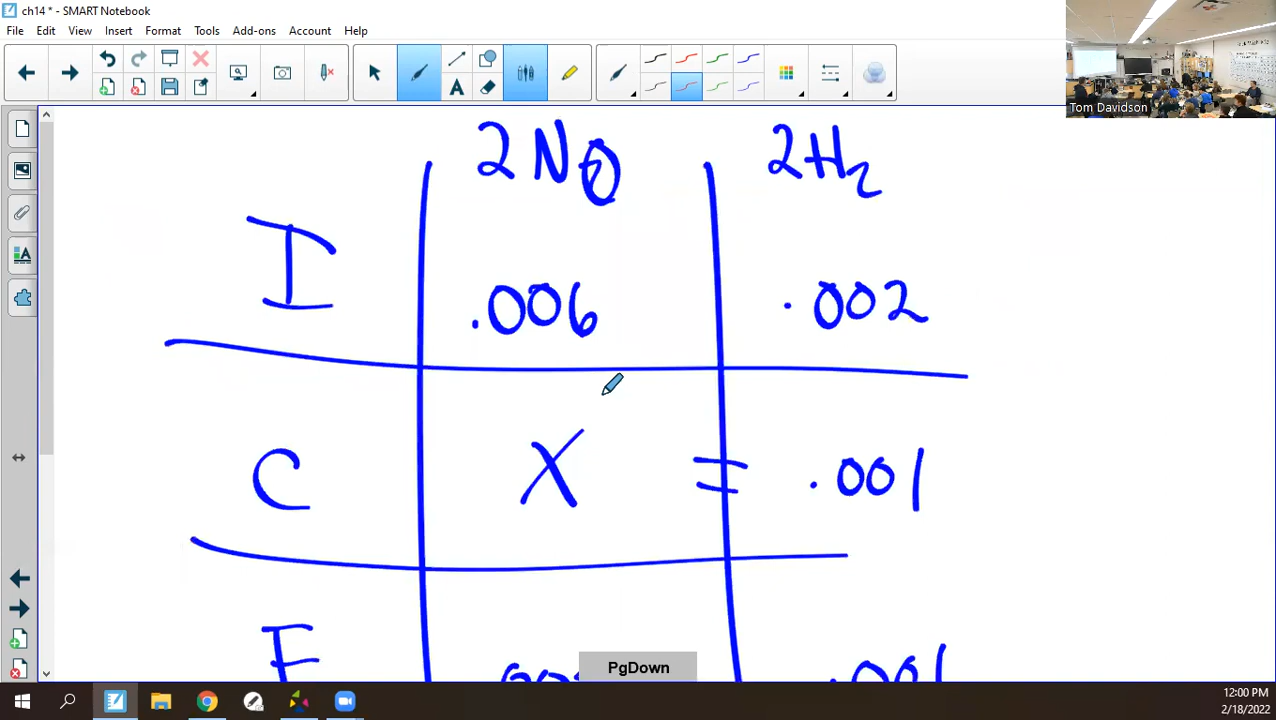 ch14 * - SMART Notebook
File Edit View Insert Format Tools Add-ons Account Help
Tom Davidson
2NO 2H2
I .006 .002
C X = .001
E .001
PgDown
12:00 PM
2/18/2022